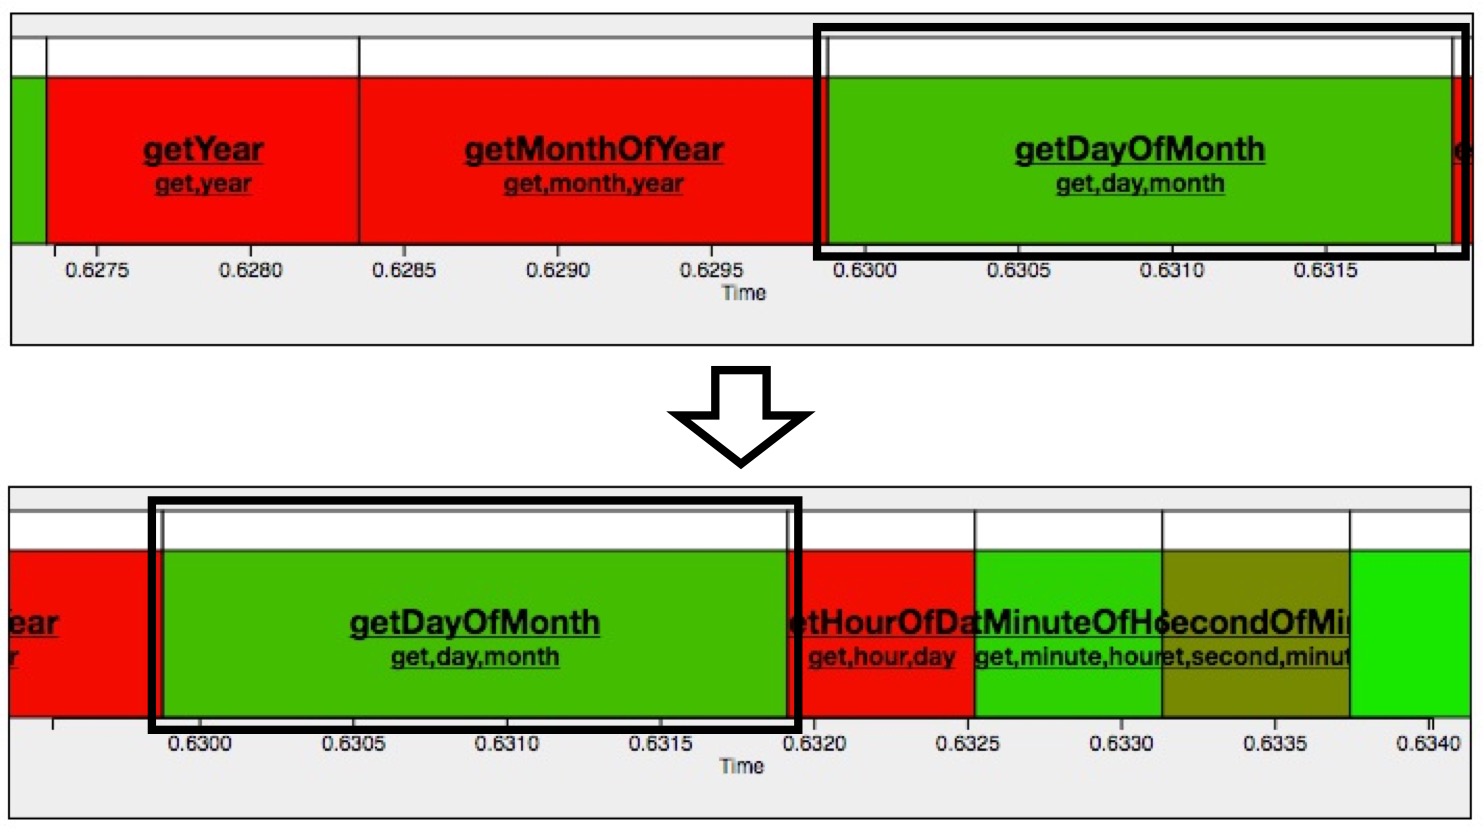 getYear getMonthOfYear getDayOfMonth e
get,year get,month,year get,day,month
0.6275 0.6280 0.6285 0.6290 0.6295 0.6300 0.6305 0.6310 0.6315
Time
ear getDayOfMonth etHourOfDa tMinuteOfHo SecondOfMi
r get,day,month get,hour,day get,minute,hour et,second,minut
0.6300 0.6305 0.6310 0.6315 0.6320 0.6325 0.6330 0.6335 0.6340
Time